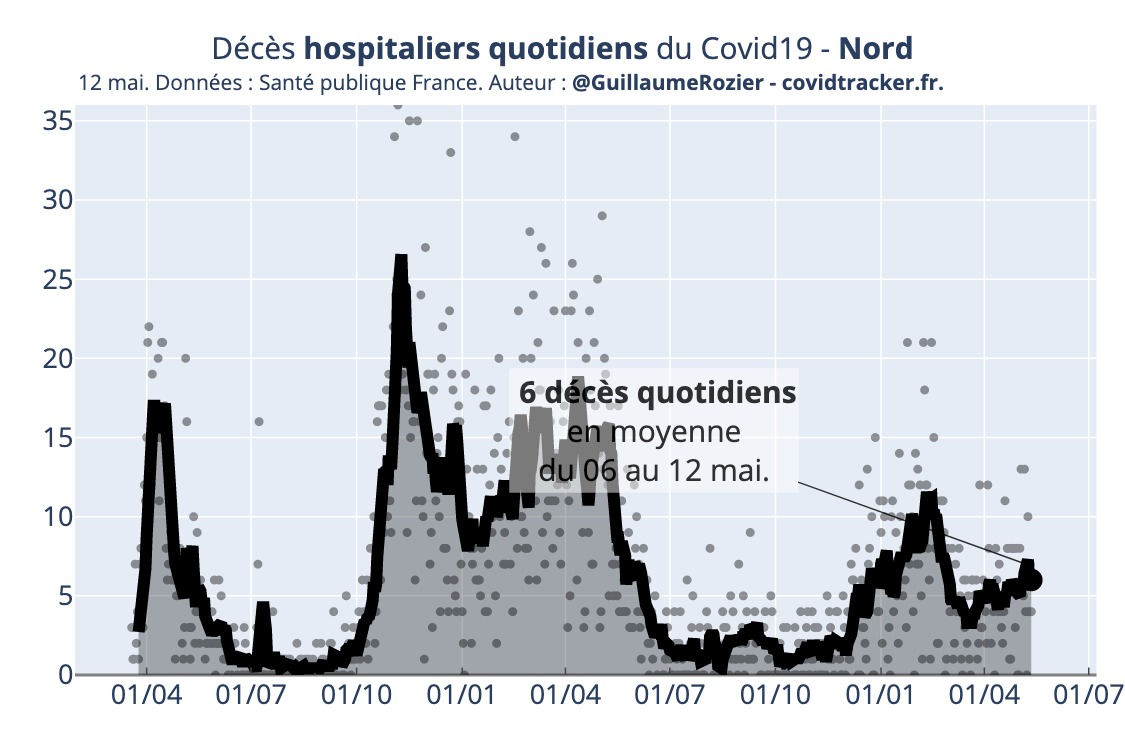 Décès hospitaliers quotidiens du Covid19 - Nord
12 mai. Données : Santé publique France. Auteur : @GuillaumeRozier - covidtracker.fr.
35
30
25
20
6 décès quotidiens
en moyenne
du 06 au 12 mai.
15
10
5
0
01/04 01/07 01/10 01/01 01/04 01/07 01/10 01/01 01/04 01/07